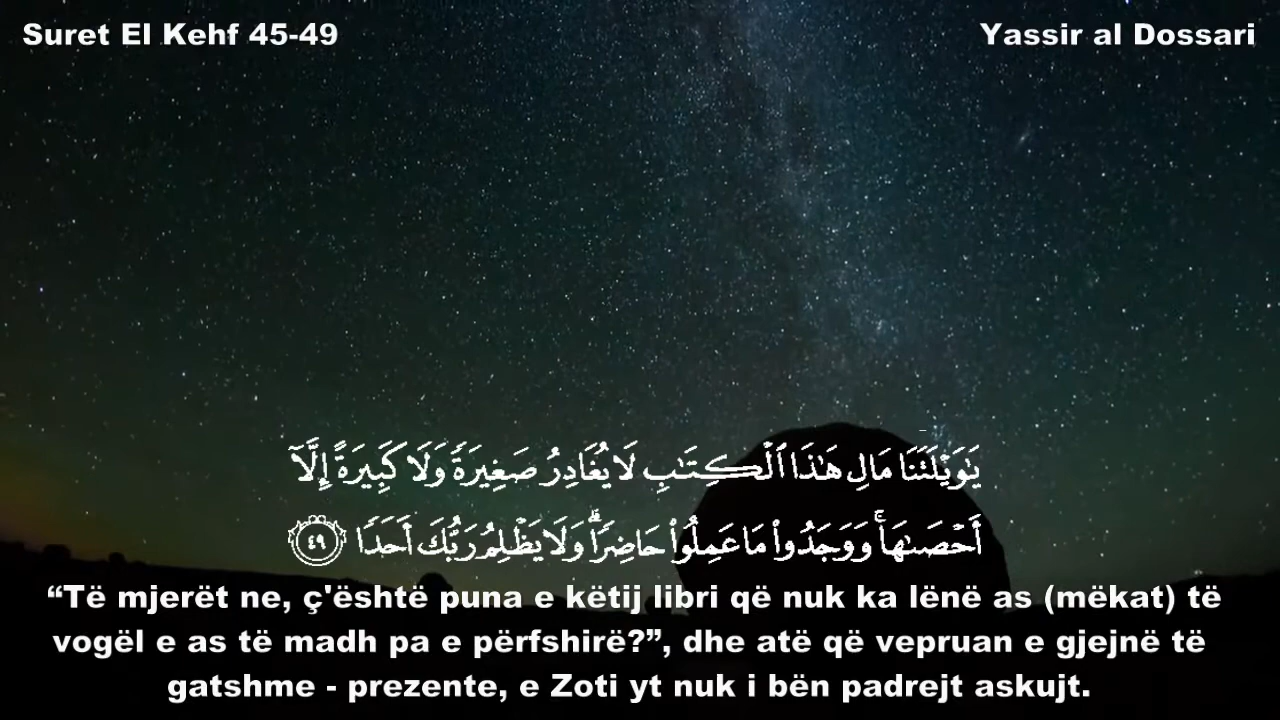 Suret El Kehf 45-49
Yassir al Dossari
يَٰوَيْلَتَنَا مَالِ هَٰذَا ٱلْكِتَٰبِ لَا يُغَادِرُ صَغِيرَةً وَلَا كَبِيرَةً إِلَّآ
أَحْصَىٰهَا ۚ وَوَجَدُوا۟ مَا عَمِلُوا۟ حَاضِرًا ۗ وَلَا يَظْلِمُ رَبُّكَ أَحَدًا ٤٩
“Të mjerët ne, ç'është puna e këtij libri që nuk ka lënë as (mëkat) të
vogël e as të madh pa e përfshirë?”, dhe atë që vepruan e gjejnë të
gatshme - prezente, e Zoti yt nuk i bën padrejt askujt.